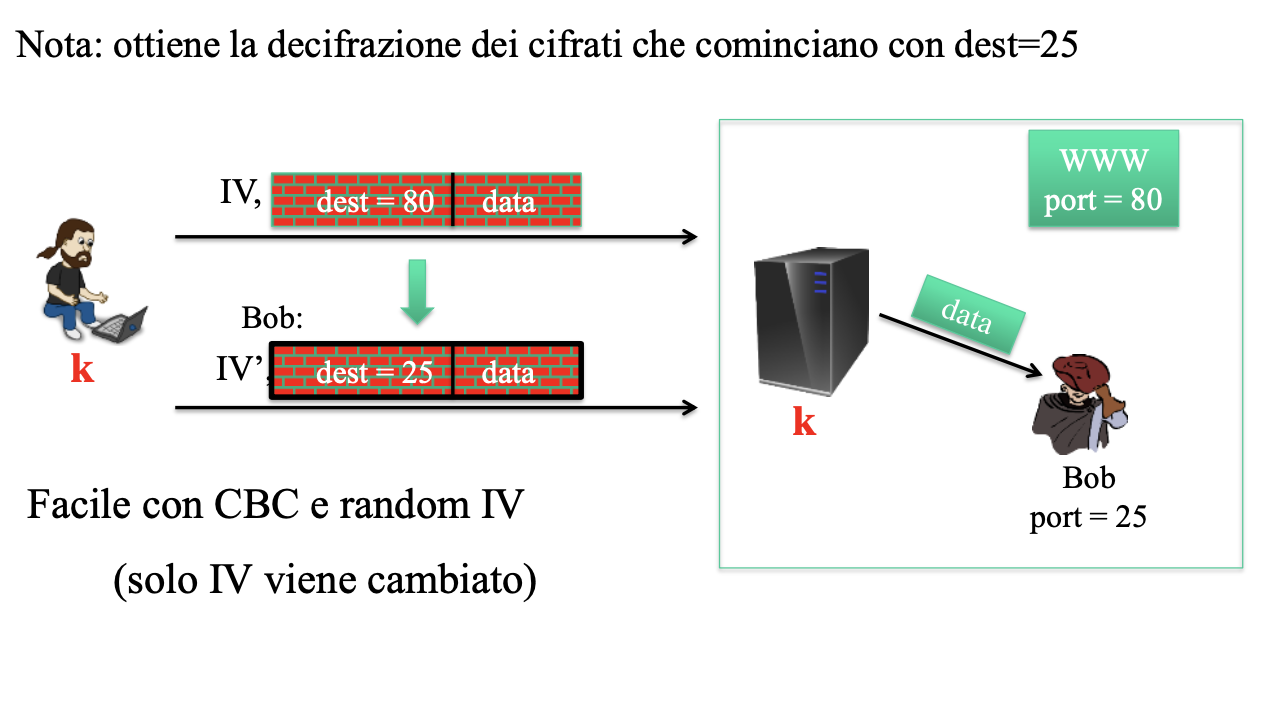 Nota: ottiene la decifrazione dei cifrati che cominciano con dest=25
IV, dest = 80 data
WWW
port = 80
Bob:
IV’, dest = 25 data
k
data
k
Bob
port = 25
Facile con CBC e random IV
(solo IV viene cambiato)